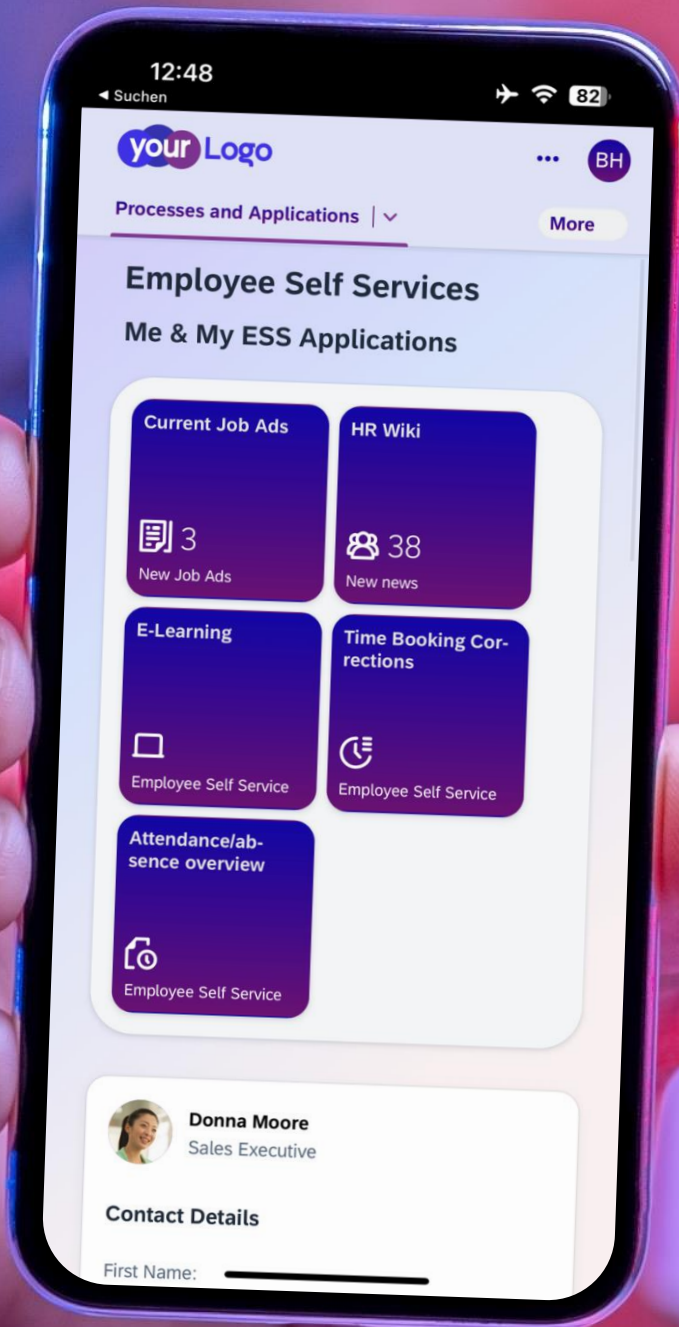 12:48
◀ Suchen
82
your Logo
••• BH
Processes and Applications
More
Employee Self Services
Me & My ESS Applications
Current Job Ads
3
New Job Ads
HR Wiki
38
New news
E-Learning
Employee Self Service
Time Booking Cor-
rections
Employee Self Service
Attendance/ab-
sence overview
Employee Self Service
Donna Moore
Sales Executive
Contact Details
First Name: